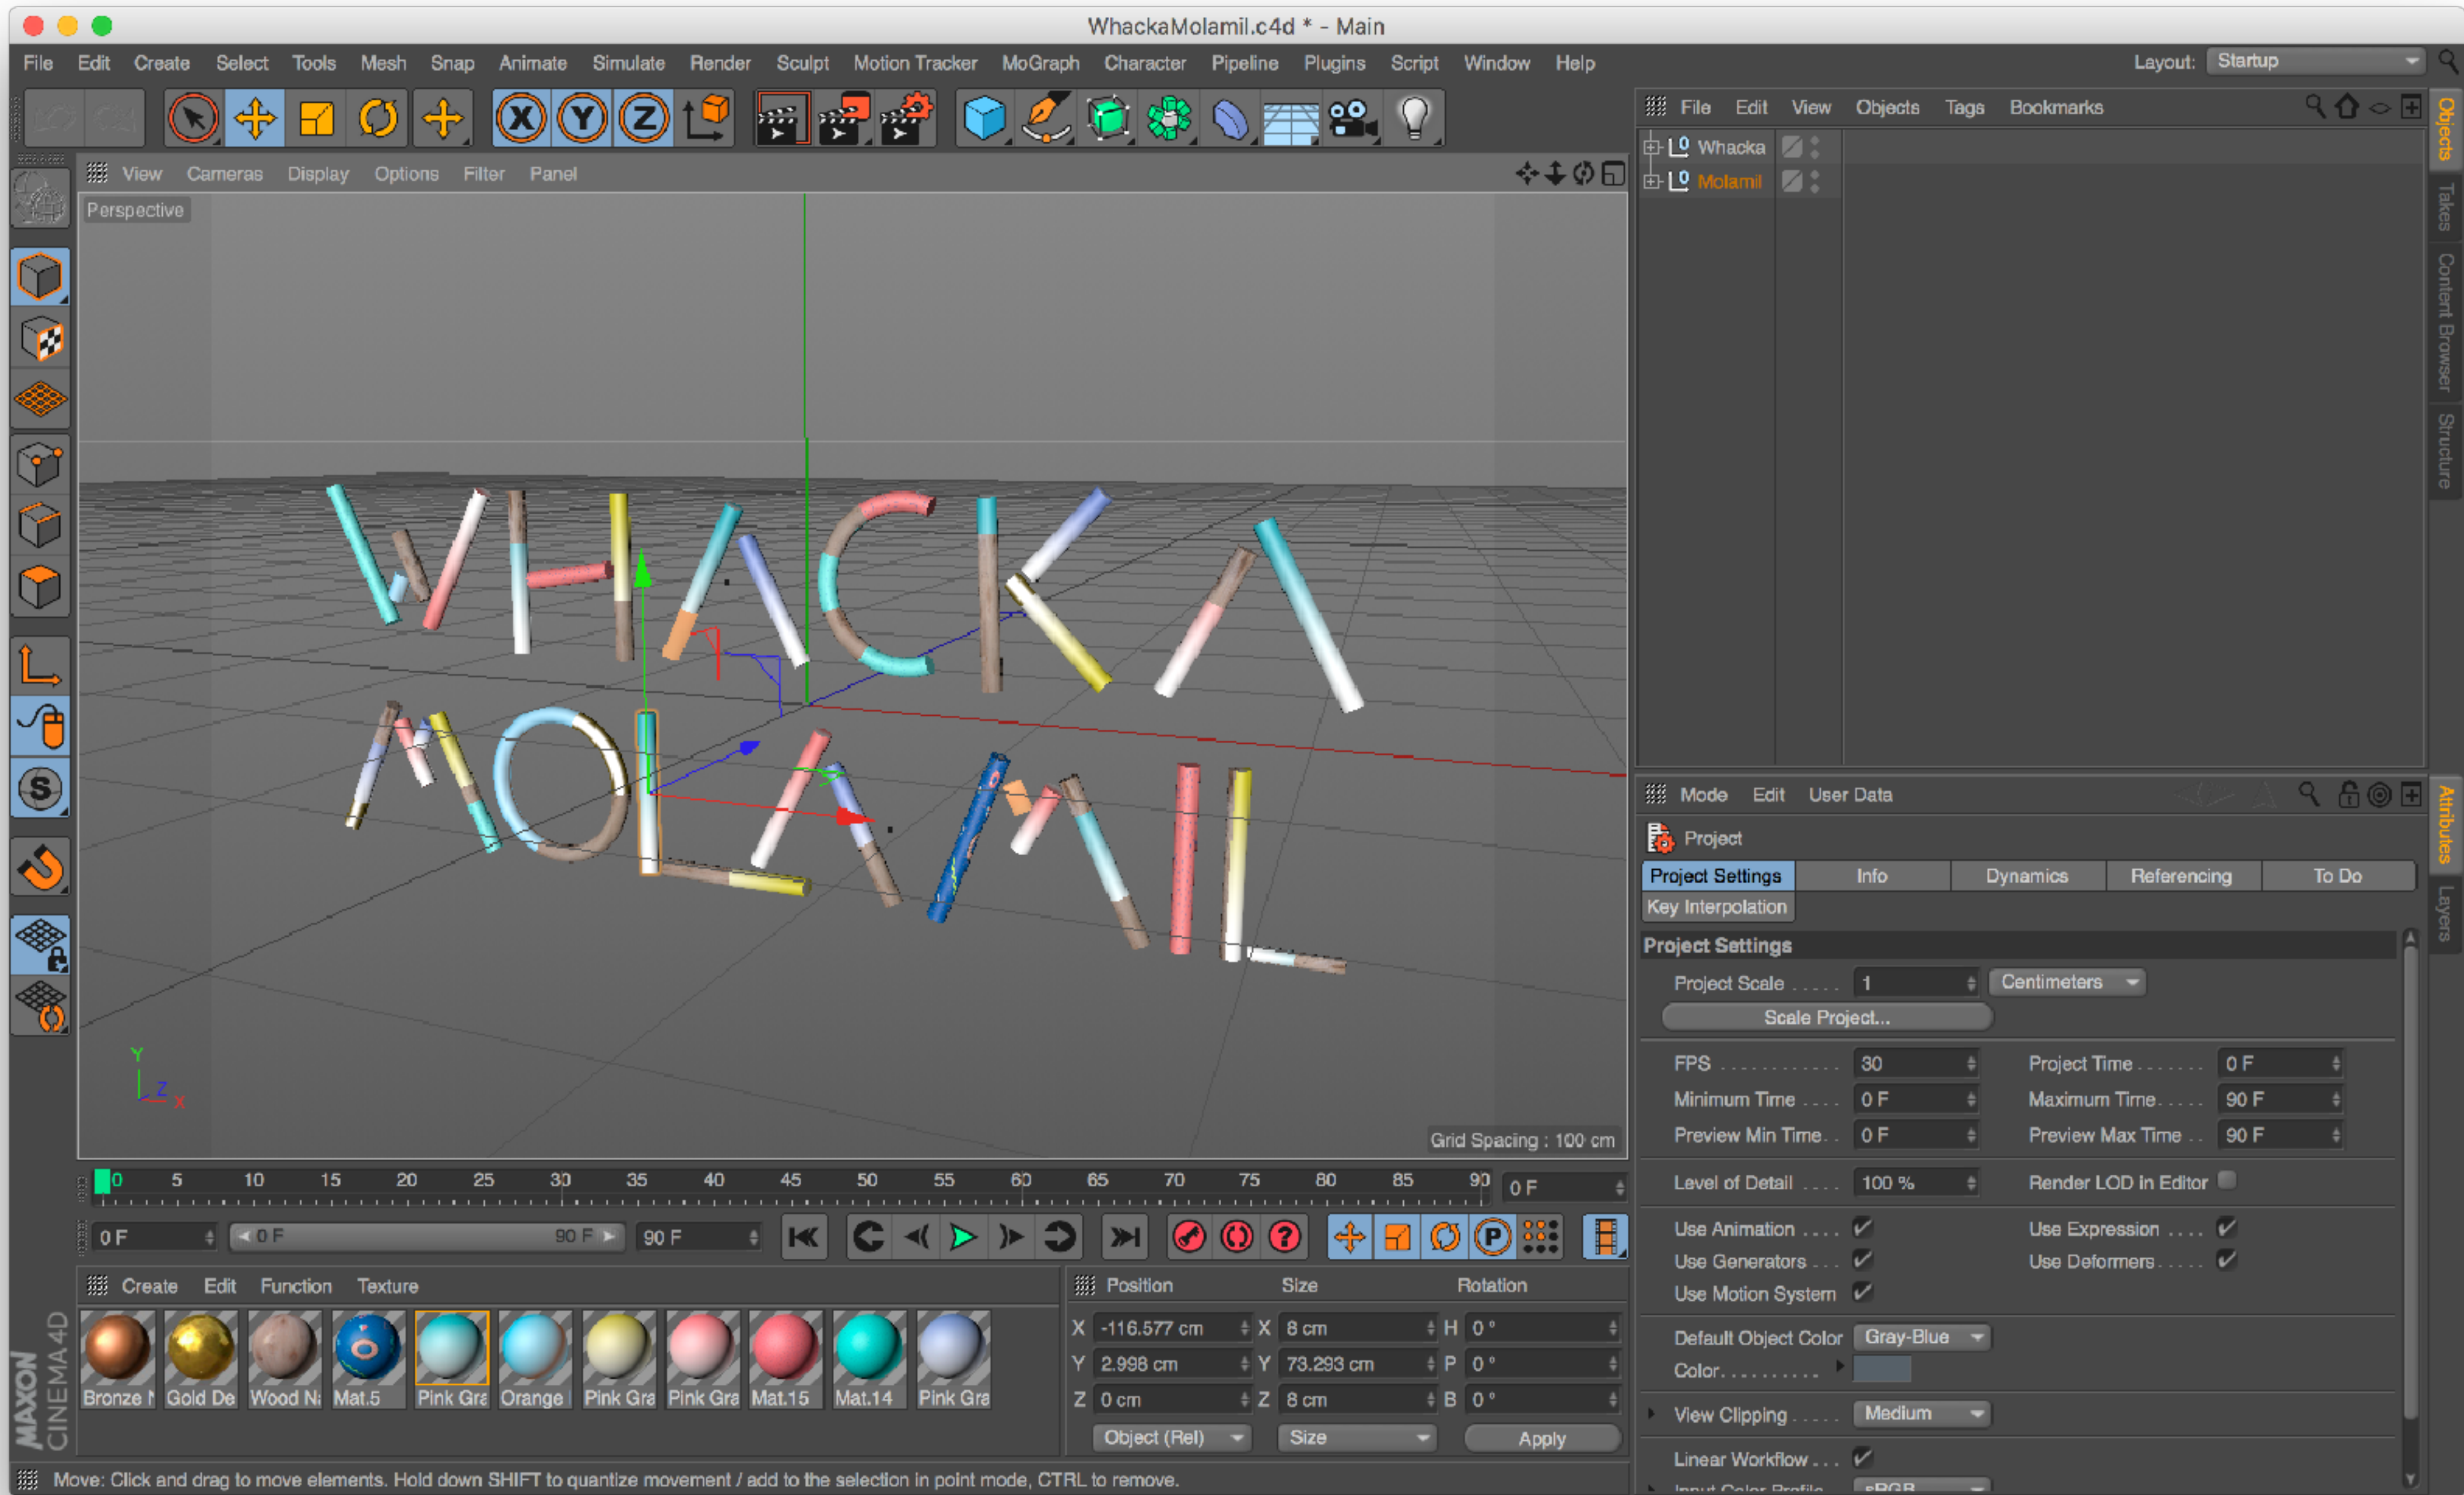 WhackaMolamil.c4d * - Main
File Edit Create Select Tools Mesh Snap Animate Simulate Render Sculpt Motion Tracker MoGraph Character Pipeline Plugins Script Window Help Layout: Startup
X Y Z
File Edit View Objects Tags Bookmarks
Objects
Takes
Content Browser
Structure
Whacka
Molamil
View Cameras Display Options Filter Panel
Perspective
WHACKA
MOLAMIL
S
Y
Z
X
Grid Spacing : 100 cm
0 5 10 15 20 25 30 35 40 45 50 55 60 65 70 75 80 85 90 0 F
0 F 0 F 90 F 90 F
? P
Create Edit Function Texture
Gold De Mat.5 Pink Gra Orange Pink Gra Pink Gra Mat.15 Mat.14 Pink Gra
MAXON
CINEMA 4D
Position Size Rotation
X -116.577 cm X 8 cm H 0 °
Y 2.998 cm Y 73.293 cm P 0 °
Z 0 cm Z 8 cm B 0 °
Object (Rel) Size Apply
Mode Edit User Data
Attributes
Layers
Project
Project Settings Info Dynamics Referencing To Do
Key Interpolation
Project Settings
Project Scale ..... 1 Centimeters
Scale Project...
FPS ............ 30 Project Time ....... 0 F
Minimum Time .... 0 F Maximum Time..... 90 F
Preview Min Time.. 0 F Preview Max Time .. 90 F
Level of Detail .... 100 % Render LOD in Editor
Use Animation .... Use Expression ....
Use Generators ... Use Deformers.....
Use Motion System
Default Object Color Gray-Blue
Color..........
View Clipping ..... Medium
Linear Workflow ...
Input Color Profile sRGB
Move: Click and drag to move elements. Hold down SHIFT to quantize movement / add to the selection in point mode, CTRL to remove.